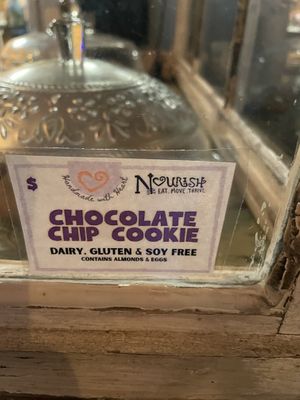 $
Handmade with Heart
NOURISH
EAT. MOVE. THRIVE.
CHOCOLATE
CHIP COOKIE
DAIRY, GLUTEN & SOY FREE
CONTAINS ALMONDS & EGGS